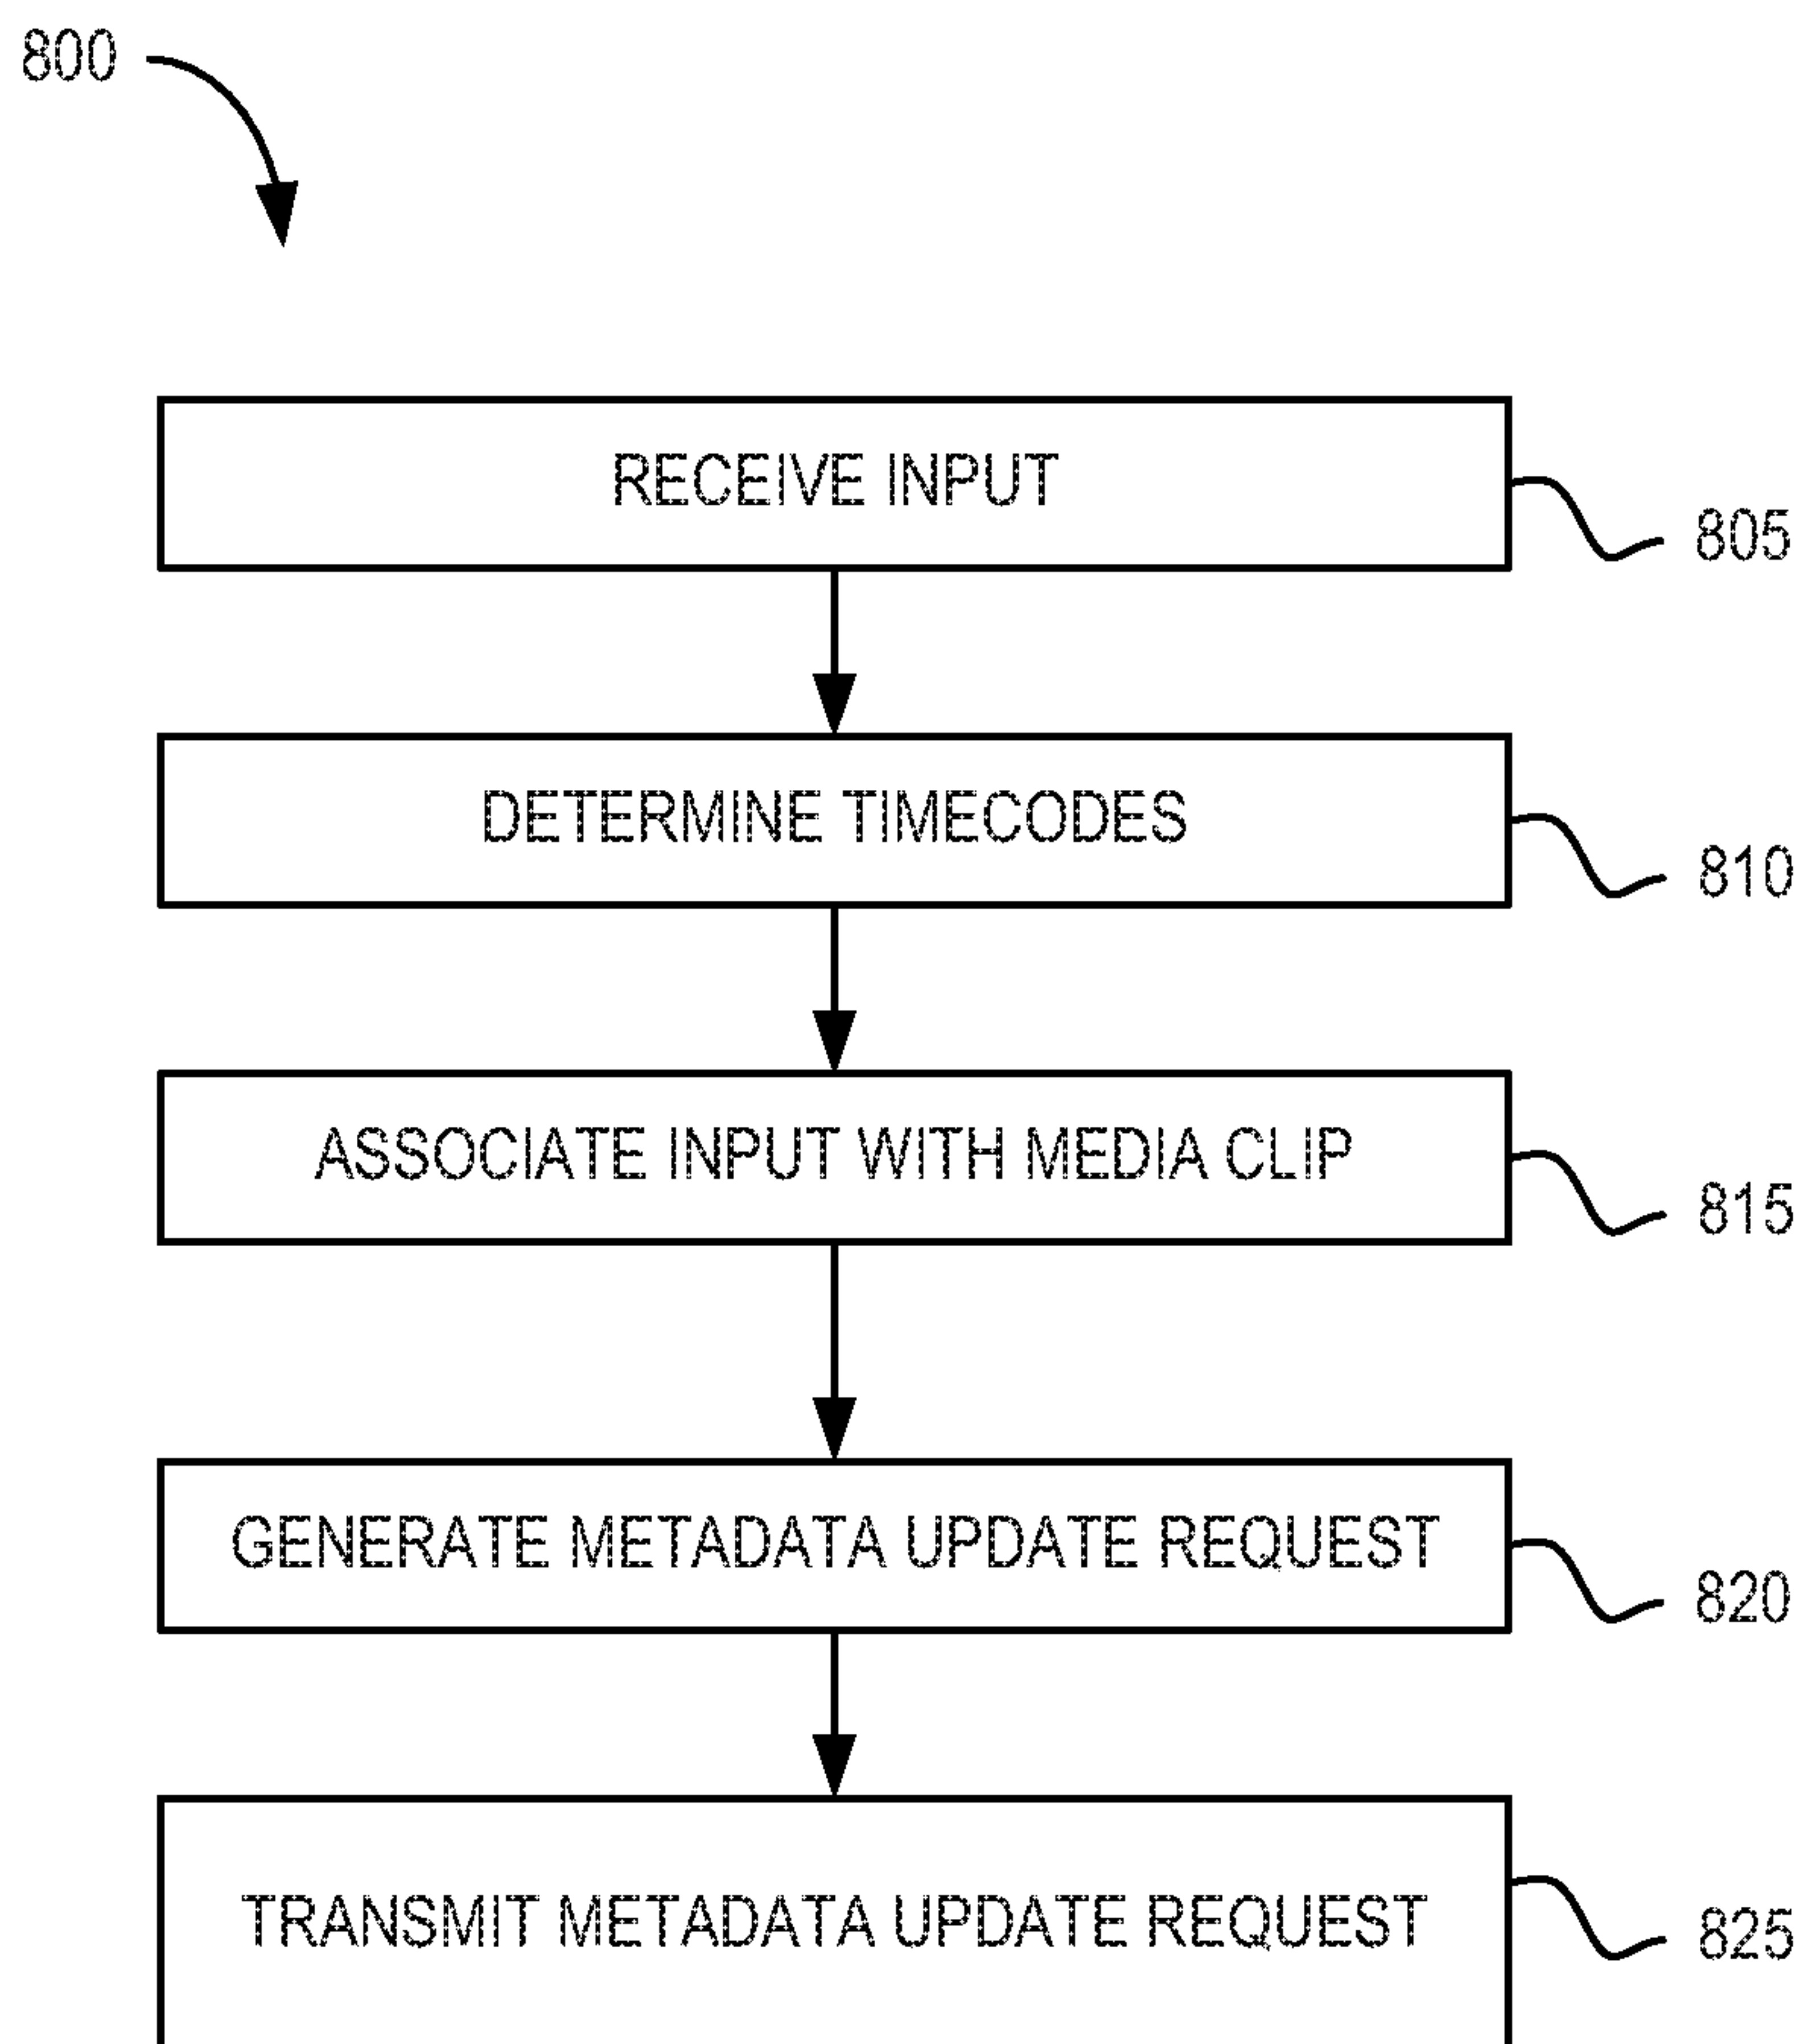 800
RECEIVE INPUT
805
DETERMINE TIMECODES
810
ASSOCIATE INPUT WITH MEDIA CLIP
815
GENERATE METADATA UPDATE REQUEST
820
TRANSMIT METADATA UPDATE REQUEST
825